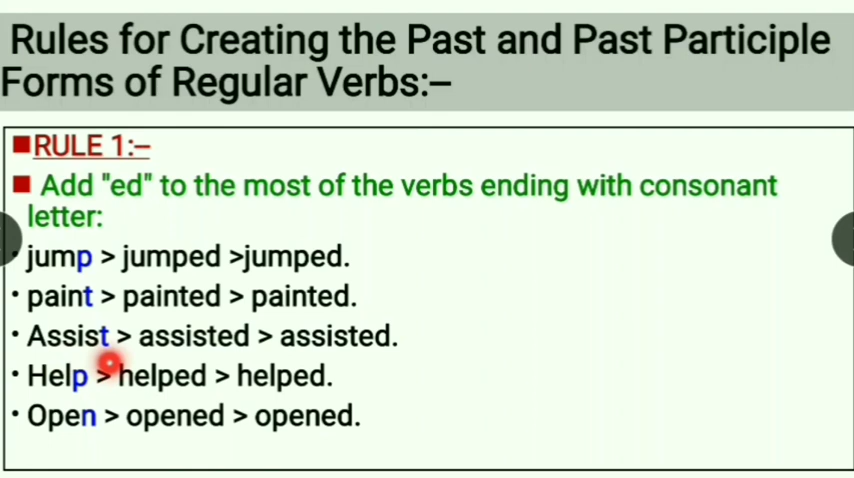 Rules for Creating the Past and Past Participle
Forms of Regular Verbs:–
■RULE 1:–
■ Add "ed" to the most of the verbs ending with consonant
letter:
• jump > jumped >jumped.
• paint > painted > painted.
• Assist > assisted > assisted.
• Help > helped > helped.
• Open > opened > opened.